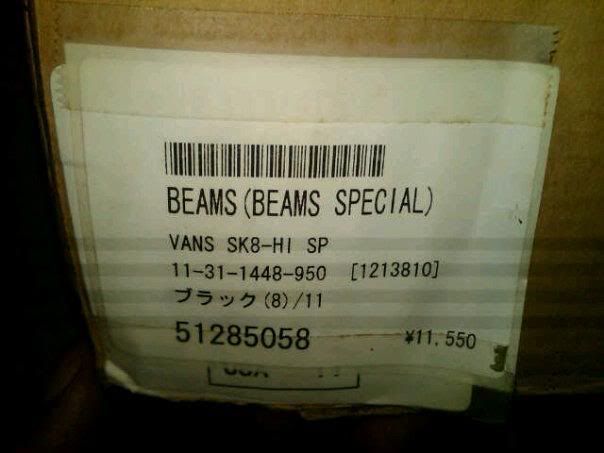 BEAMS(BEAMS SPECIAL)
VANS SK8-HI SP
11-31-1448-950 [1213810]
ブラック(8)/11
51285058 ¥11,550